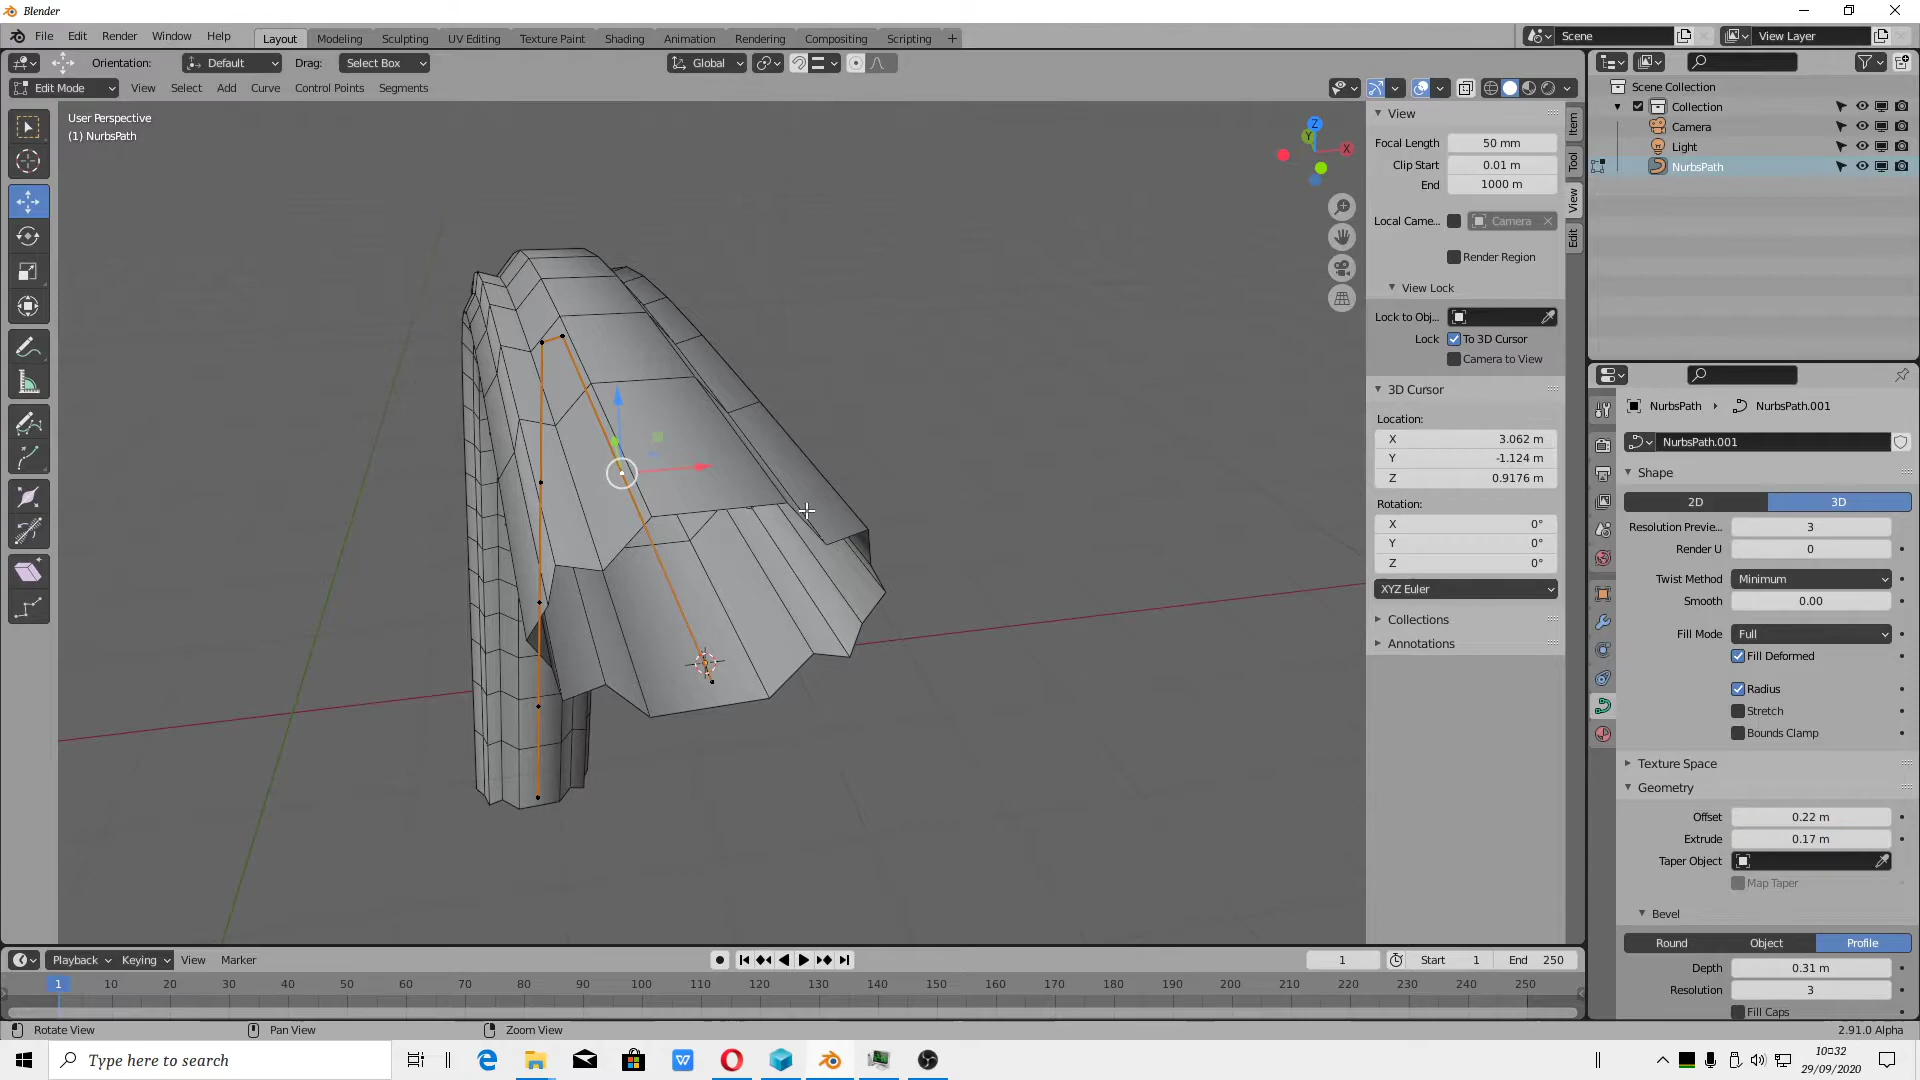 Blender
File Edit Render Window Help Layout Modeling Sculpting UV Editing Texture Paint Shading Animation Rendering Compositing Scripting + Scene View Layer
Orientation: Default Drag: Select Box Global
Edit Mode View Select Add Curve Control Points Segments
User Perspective
(1) NurbsPath
Z
Y
X
View
Focal Length 50 mm
Clip Start 0.01 m
End 1000 m
Local Came... Camera
Render Region
View Lock
Lock to Obj...
Lock To 3D Cursor
Camera to View
3D Cursor
Location:
X 3.062 m
Y -1.124 m
Z 0.9176 m
Rotation:
X 0°
Y 0°
Z 0°
XYZ Euler
Collections
Annotations
Item
Tool
View
Edit
Scene Collection
Collection
Camera
Light
NurbsPath
NurbsPath NurbsPath.001
NurbsPath.001
Shape
2D 3D
Resolution Previe... 3
Render U 0
Twist Method Minimum
Smooth 0.00
Fill Mode Full
Fill Deformed
Radius
Stretch
Bounds Clamp
Texture Space
Geometry
Offset 0.22 m
Extrude 0.17 m
Taper Object
Map Taper
Bevel
Round Object Profile
Depth 0.31 m
Resolution 3
Fill Caps
Playback Keying View Marker 1 Start 1 End 250
1 10 20 30 40 50 60 70 80 90 100 110 120 130 140 150 160 170 180 190 200 210 220 230 240 250
Rotate View Pan View Zoom View 2.91.0 Alpha
Type here to search
10:32
29/09/2020